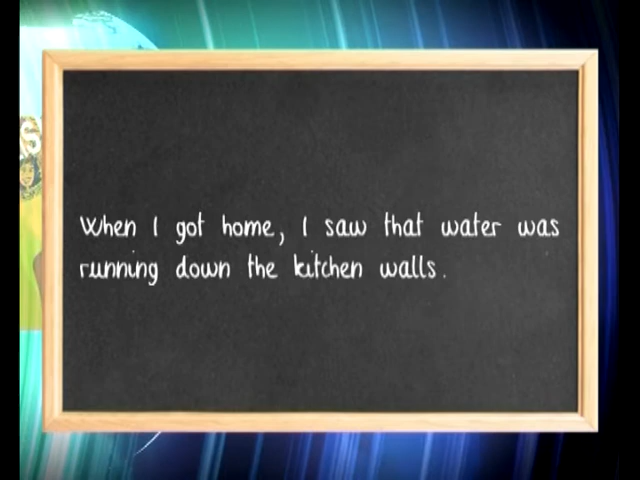 When I got home, I saw that water was
running down the kitchen walls.